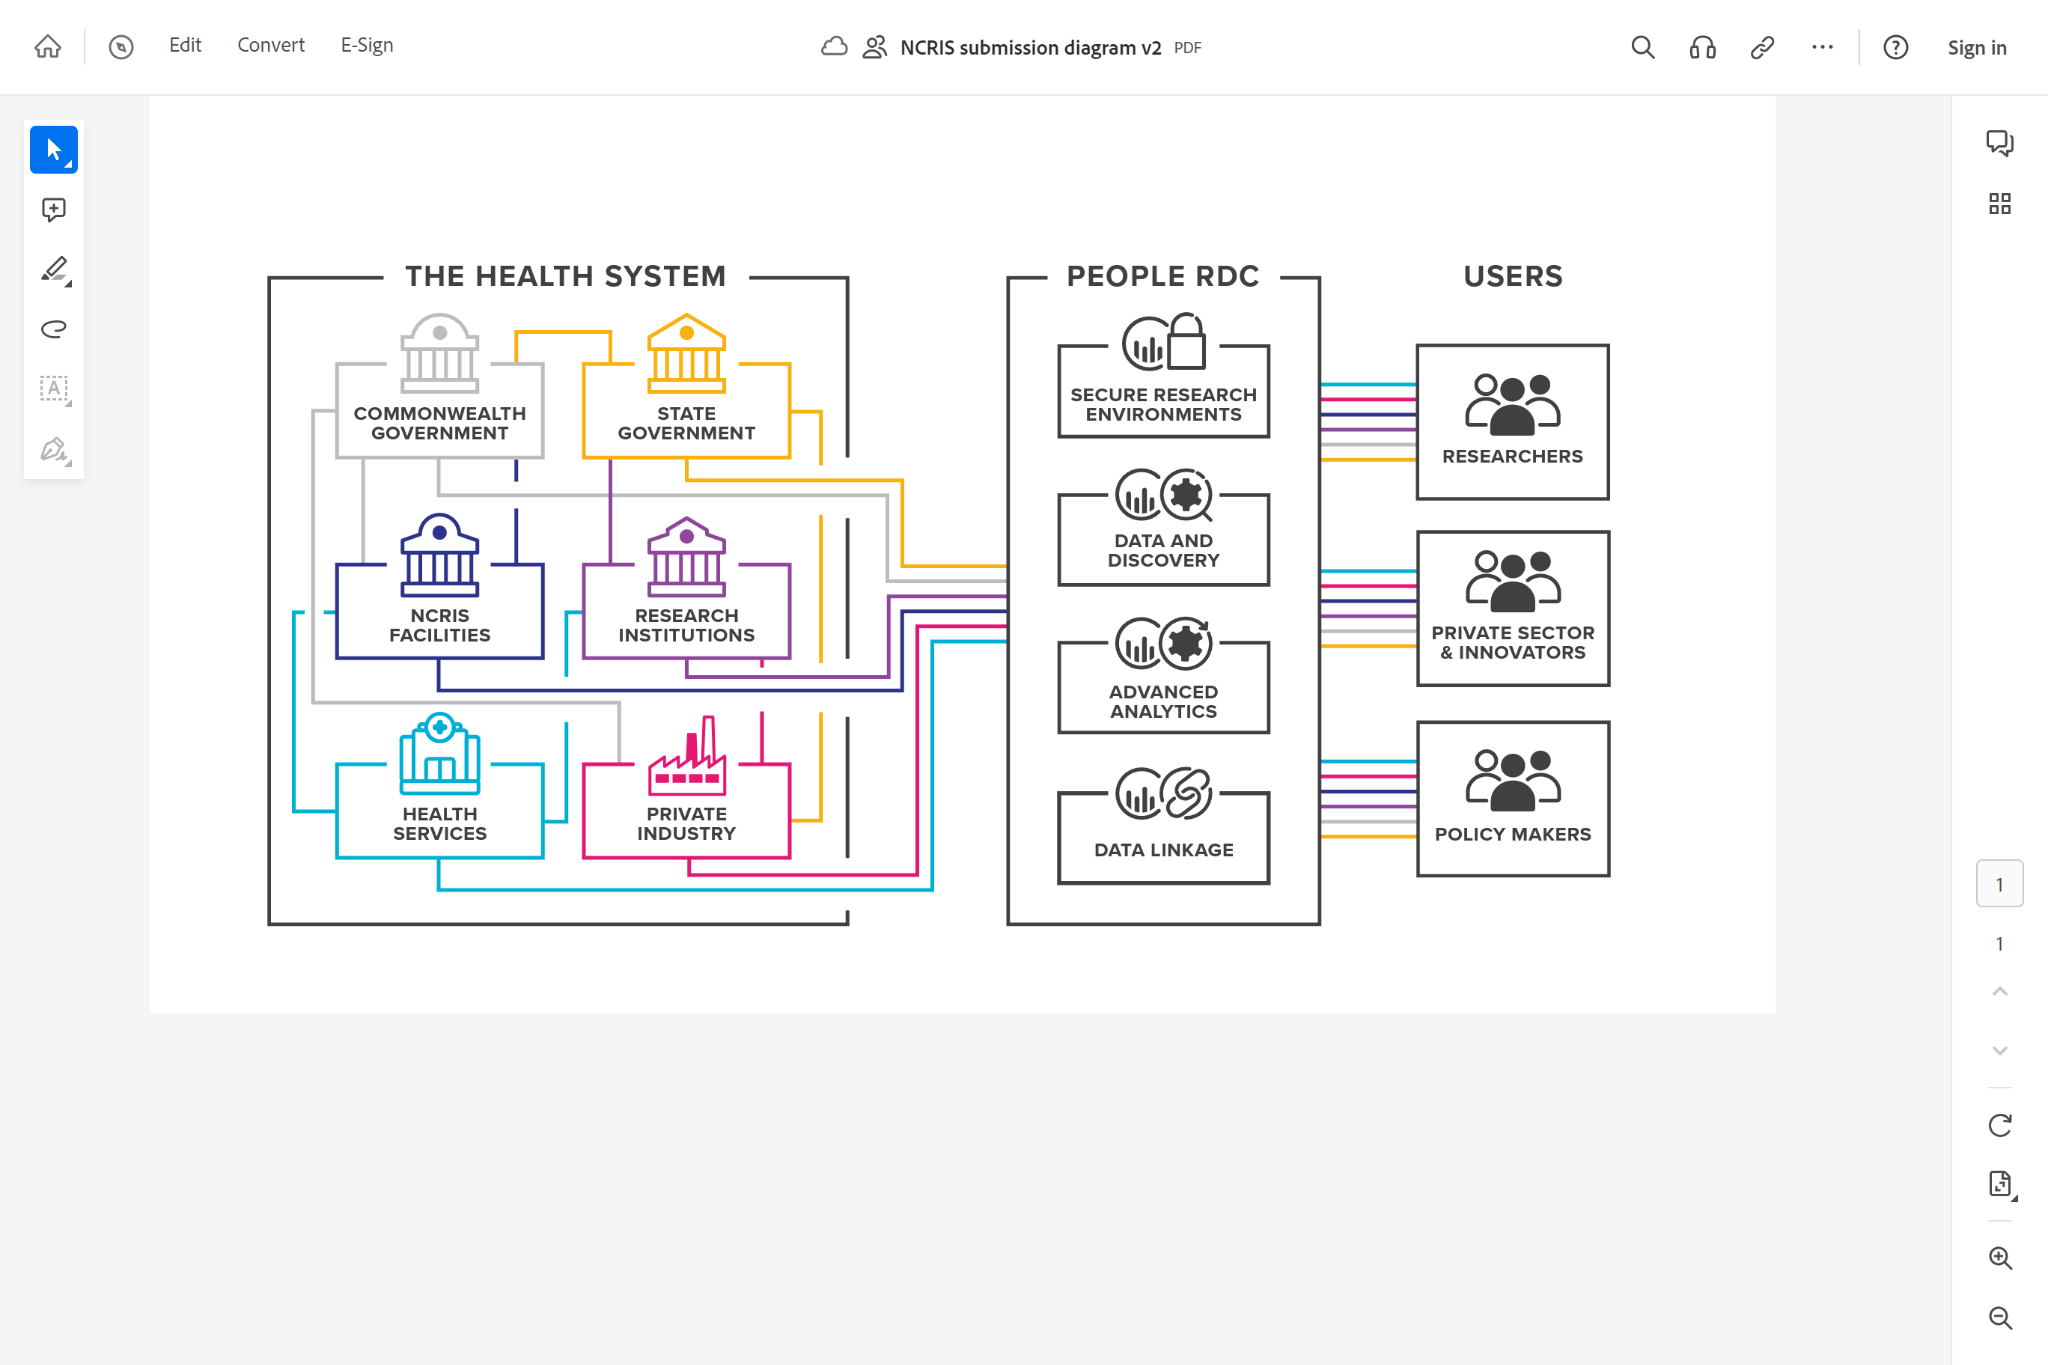 Edit
Convert
E-Sign
NCRIS submission diagram v2 PDF
Sign in
THE HEALTH SYSTEM
COMMONWEALTH
GOVERNMENT
STATE
GOVERNMENT
NCRIS
FACILITIES
RESEARCH
INSTITUTIONS
HEALTH
SERVICES
PRIVATE
INDUSTRY
PEOPLE RDC
SECURE RESEARCH
ENVIRONMENTS
DATA AND
DISCOVERY
ADVANCED
ANALYTICS
DATA LINKAGE
USERS
RESEARCHERS
PRIVATE SECTOR
& INNOVATORS
POLICY MAKERS
1
1